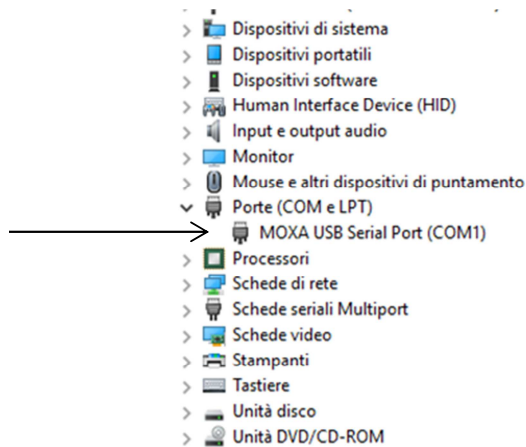 Dispositivi di sistema
Dispositivi portatili
Dispositivi software
Human Interface Device (HID)
Input e output audio
Monitor
Mouse e altri dispositivi di puntamento
Porte (COM e LPT)
MOXA USB Serial Port (COM1)
Processori
Schede di rete
Schede seriali Multiport
Schede video
Stampanti
Tastiere
Unità disco
Unità DVD/CD-ROM